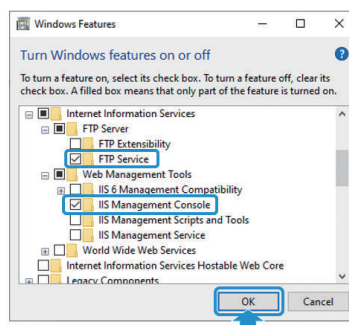 Windows Features
Turn Windows features on or off
To turn a feature on, select its check box. To turn a feature off, clear its
check box. A filled box means that only part of the feature is turned on.
Internet Information Services
FTP Server
FTP Extensibility
FTP Service
Web Management Tools
IIS 6 Management Compatibility
IIS Management Console
IIS Management Scripts and Tools
IIS Management Service
World Wide Web Services
Internet Information Services Hostable Web Core
Legacy Components
OK
Cancel